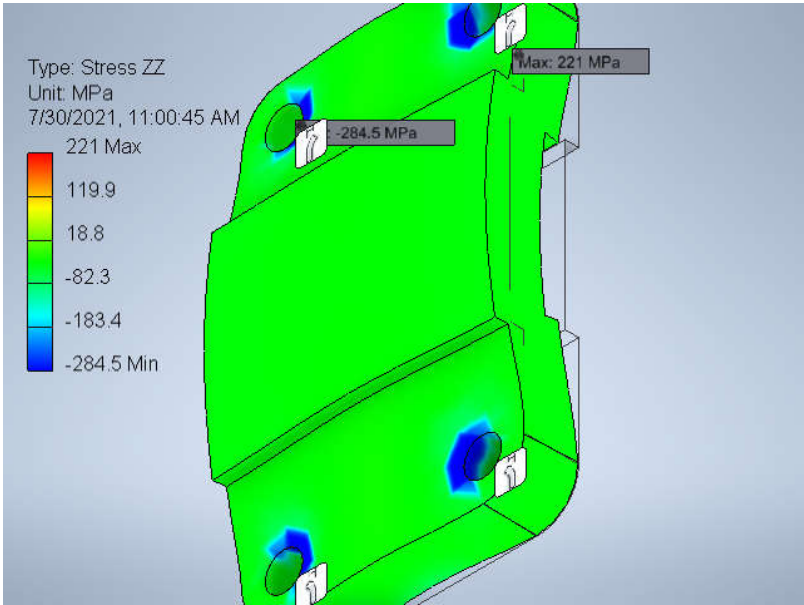 Type: Stress ZZ
Unit: MPa
7/30/2021, 11:00:45 AM
221 Max
119.9
18.8
-82.3
-183.4
-284.5 Min
Max: 221 MPa
: -284.5 MPa